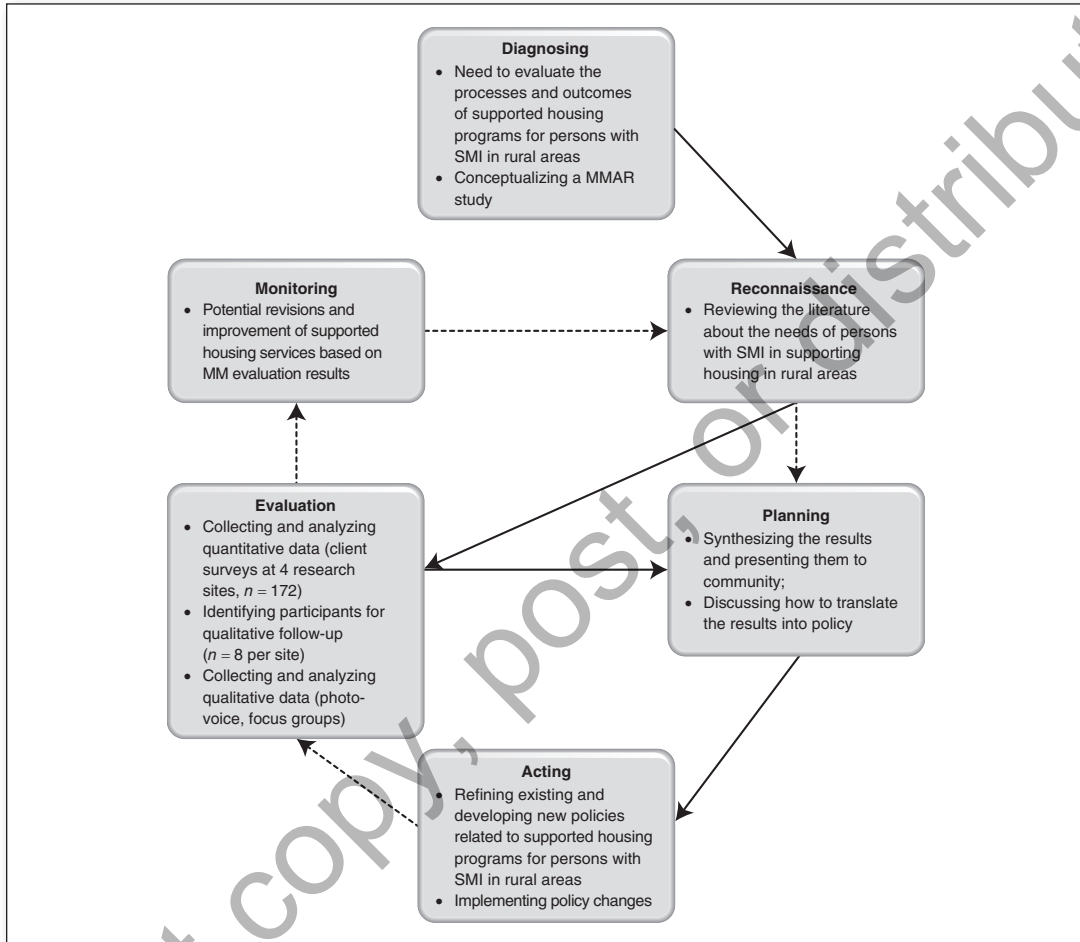 Diagnosing
• Need to evaluate the
processes and outcomes
of supported housing
programs for persons with
SMI in rural areas
• Conceptualizing a MMAR
study
Monitoring
• Potential revisions and
improvement of supported
housing services based on
MM evaluation results
Reconnaissance
• Reviewing the literature
about the needs of persons
with SMI in supporting
housing in rural areas
Evaluation
• Collecting and analyzing
quantitative data (client
surveys at 4 research
sites, n = 172)
• Identifying participants for
qualitative follow-up
(n = 8 per site)
• Collecting and analyzing
qualitative data (photo-
voice, focus groups)
Planning
• Synthesizing the results
and presenting them to
community;
• Discussing how to translate
the results into policy
Acting
• Refining existing and
developing new policies
related to supported housing
programs for persons with
SMI in rural areas
• Implementing policy changes
copy, post, or distribut